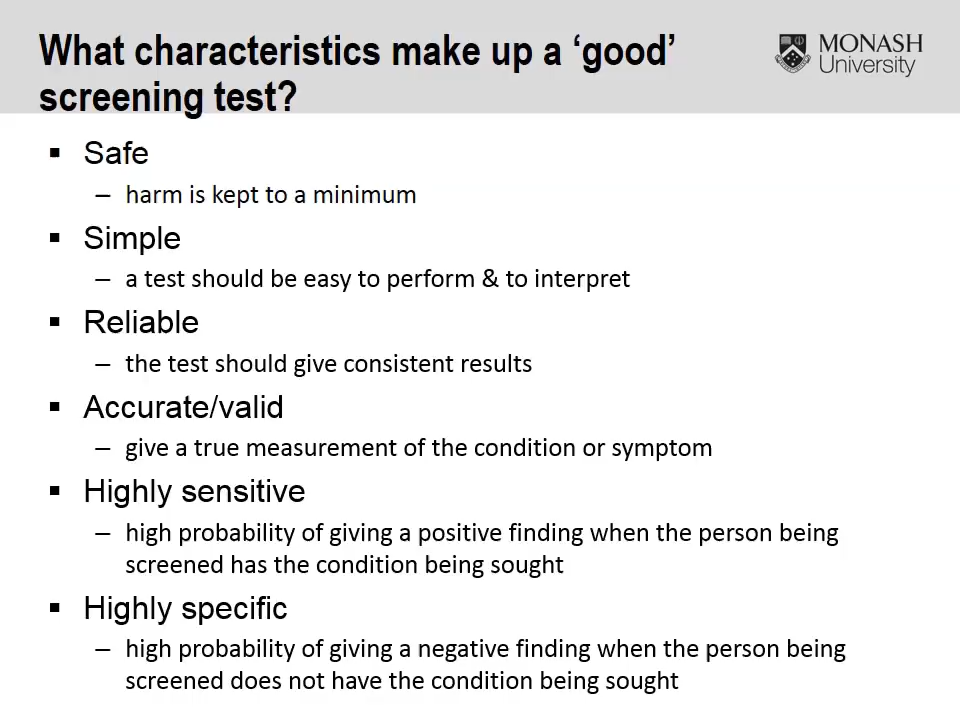 What characteristics make up a ‘good’
screening test?
MONASH
University
▪ Safe
– harm is kept to a minimum
▪ Simple
– a test should be easy to perform & to interpret
▪ Reliable
– the test should give consistent results
▪ Accurate/valid
– give a true measurement of the condition or symptom
▪ Highly sensitive
– high probability of giving a positive finding when the person being
screened has the condition being sought
▪ Highly specific
– high probability of giving a negative finding when the person being
screened does not have the condition being sought